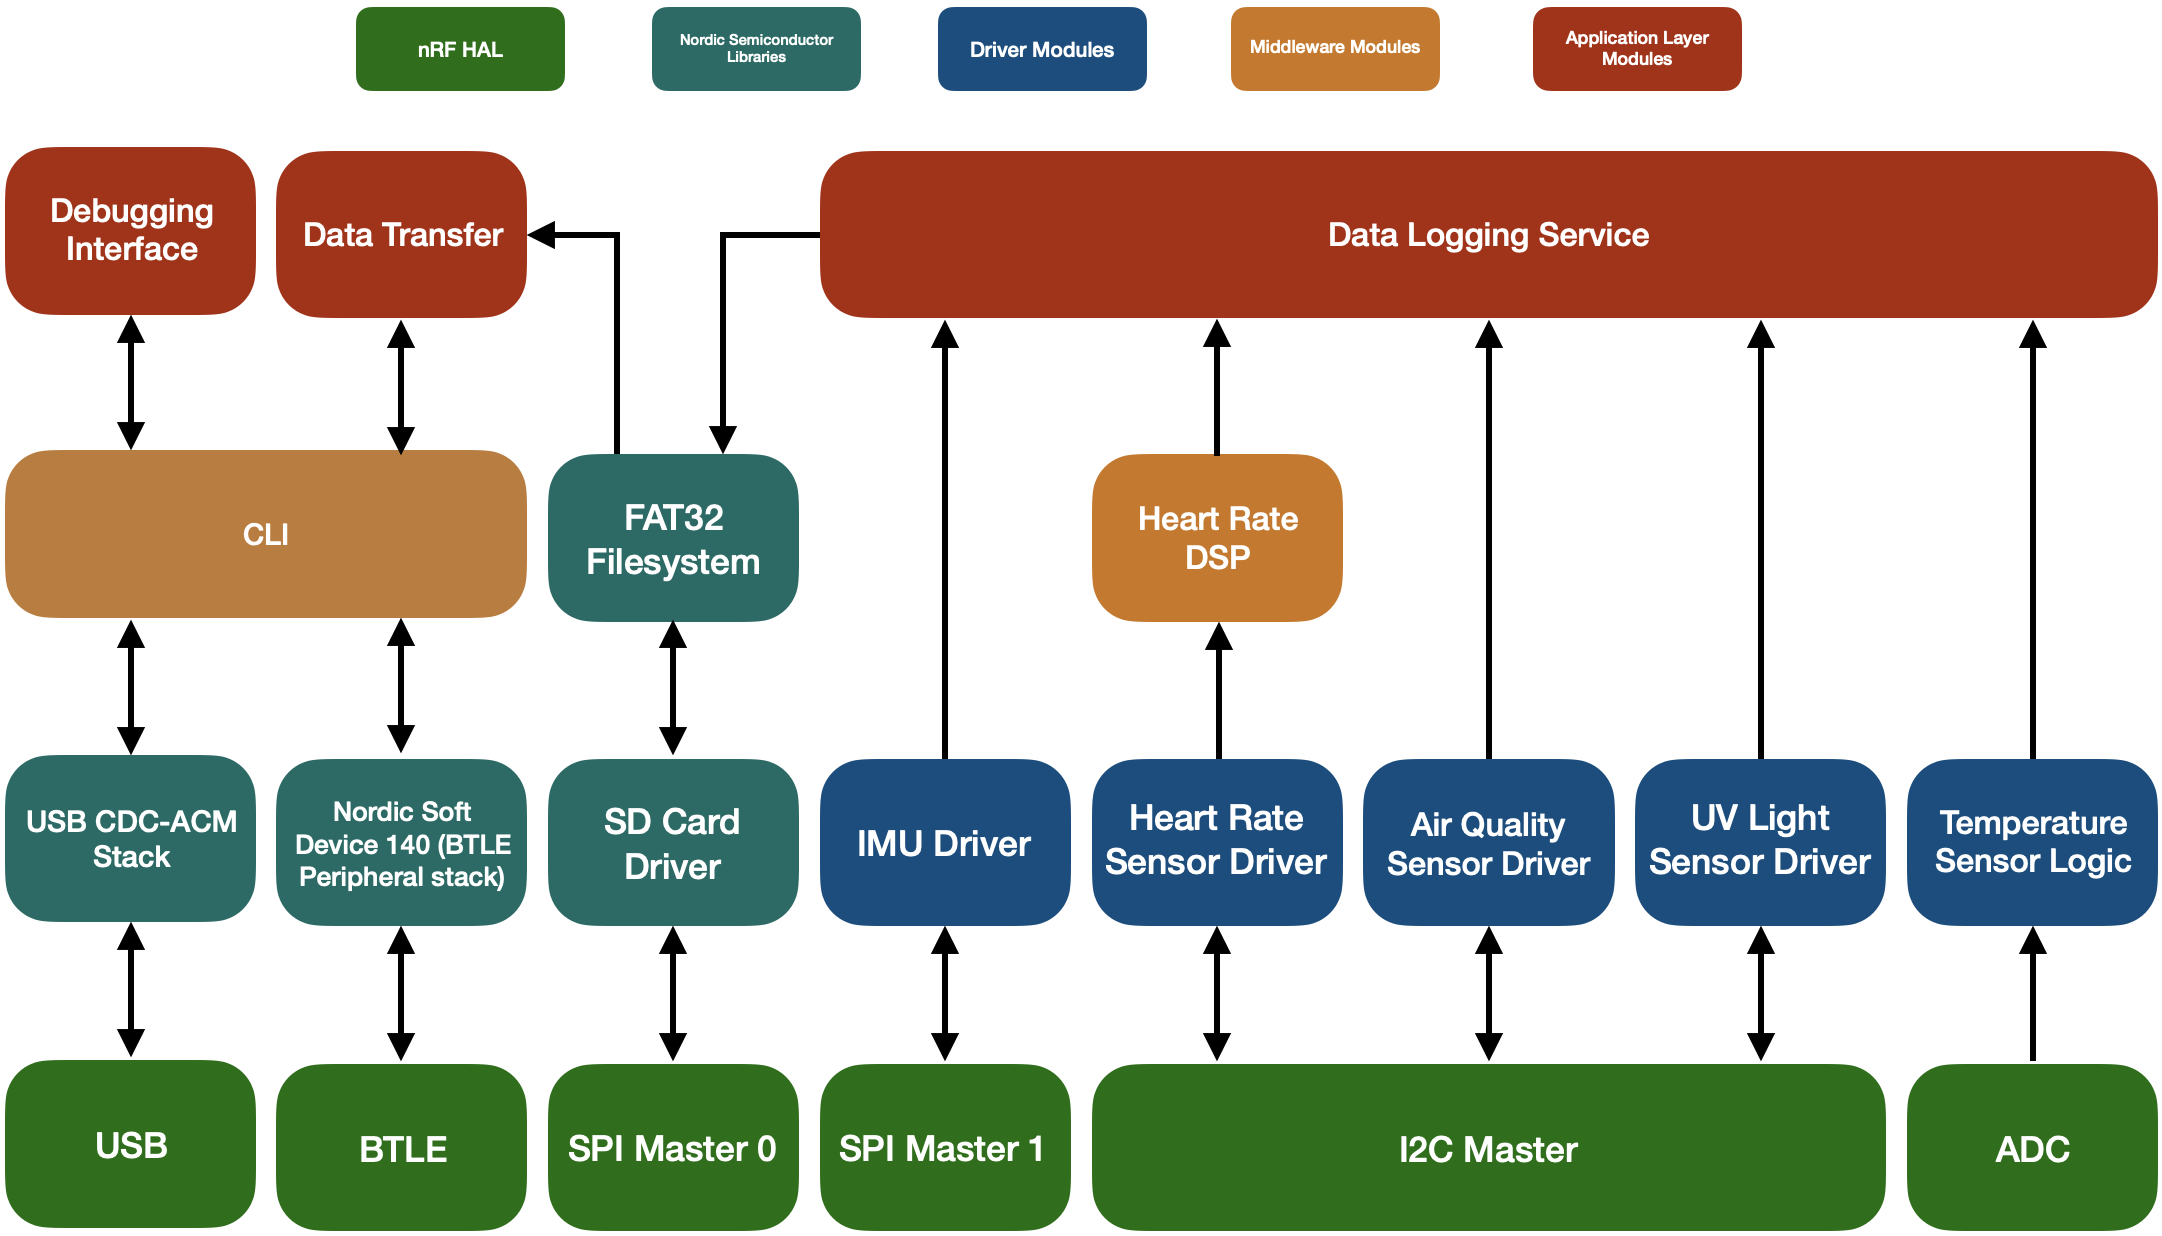 nRF HAL
Nordic Semiconductor
Libraries
Driver Modules
Middleware Modules
Application Layer
Modules
Debugging
Interface
Data Transfer
Data Logging Service
CLI
FAT32
Filesystem
Heart Rate
DSP
USB CDC-ACM
Stack
Nordic Soft
Device 140 (BTLE
Peripheral stack)
SD Card
Driver
IMU Driver
Heart Rate
Sensor Driver
Air Quality
Sensor Driver
UV Light
Sensor Driver
Temperature
Sensor Logic
USB
BTLE
SPI Master 0
SPI Master 1
I2C Master
ADC